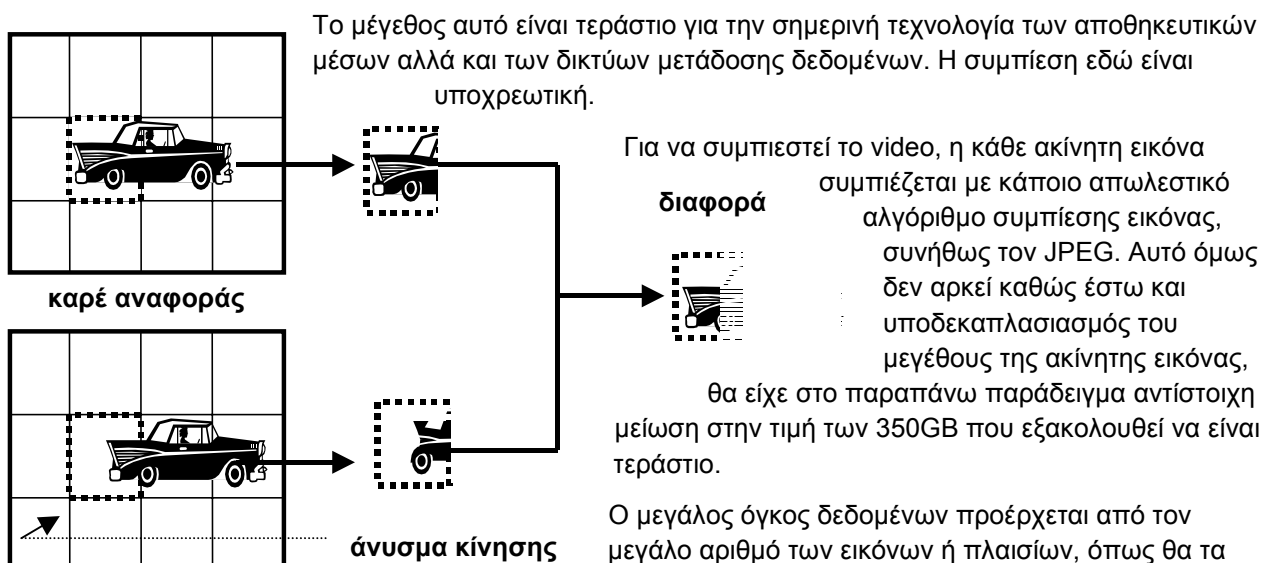 Το μέγεθος αυτό είναι τεράστιο για την σημερινή τεχνολογία των αποθηκευτικών
μέσων αλλά και των δικτύων μετάδοσης δεδομένων. Η συμπίεση εδώ είναι
υποχρεωτική.
Για να συμπιεστεί το video, η κάθε ακίνητη εικόνα
συμπιέζεται με κάποιο απωλεστικό
αλγόριθμο συμπίεσης εικόνας,
συνήθως τον JPEG. Αυτό όμως
δεν αρκεί καθώς έστω και
υποδεκαπλασιασμός του
μεγέθους της ακίνητης εικόνας,
θα είχε στο παραπάνω παράδειγμα αντίστοιχη
μείωση στην τιμή των 350GB που εξακολουθεί να είναι
τεράστιο.
Ο μεγάλος όγκος δεδομένων προέρχεται από τον
μεγάλο αριθμό των εικόνων ή πλαισίων, όπως θα τα
διαφορά
καρέ αναφοράς
άνυσμα κίνησης